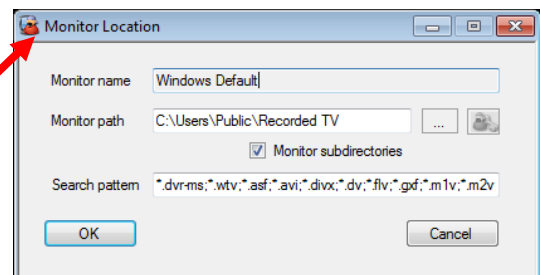 Monitor Location
Monitor name Windows Default
Monitor path C:\Users\Public\Recorded TV ...
Monitor subdirectories
Search pattern *.dvr-ms;*.wtv;*.asf;*.avi;*.divx;*.dv;*.flv;*.gxf;*.m1v;*.m2v
OK Cancel